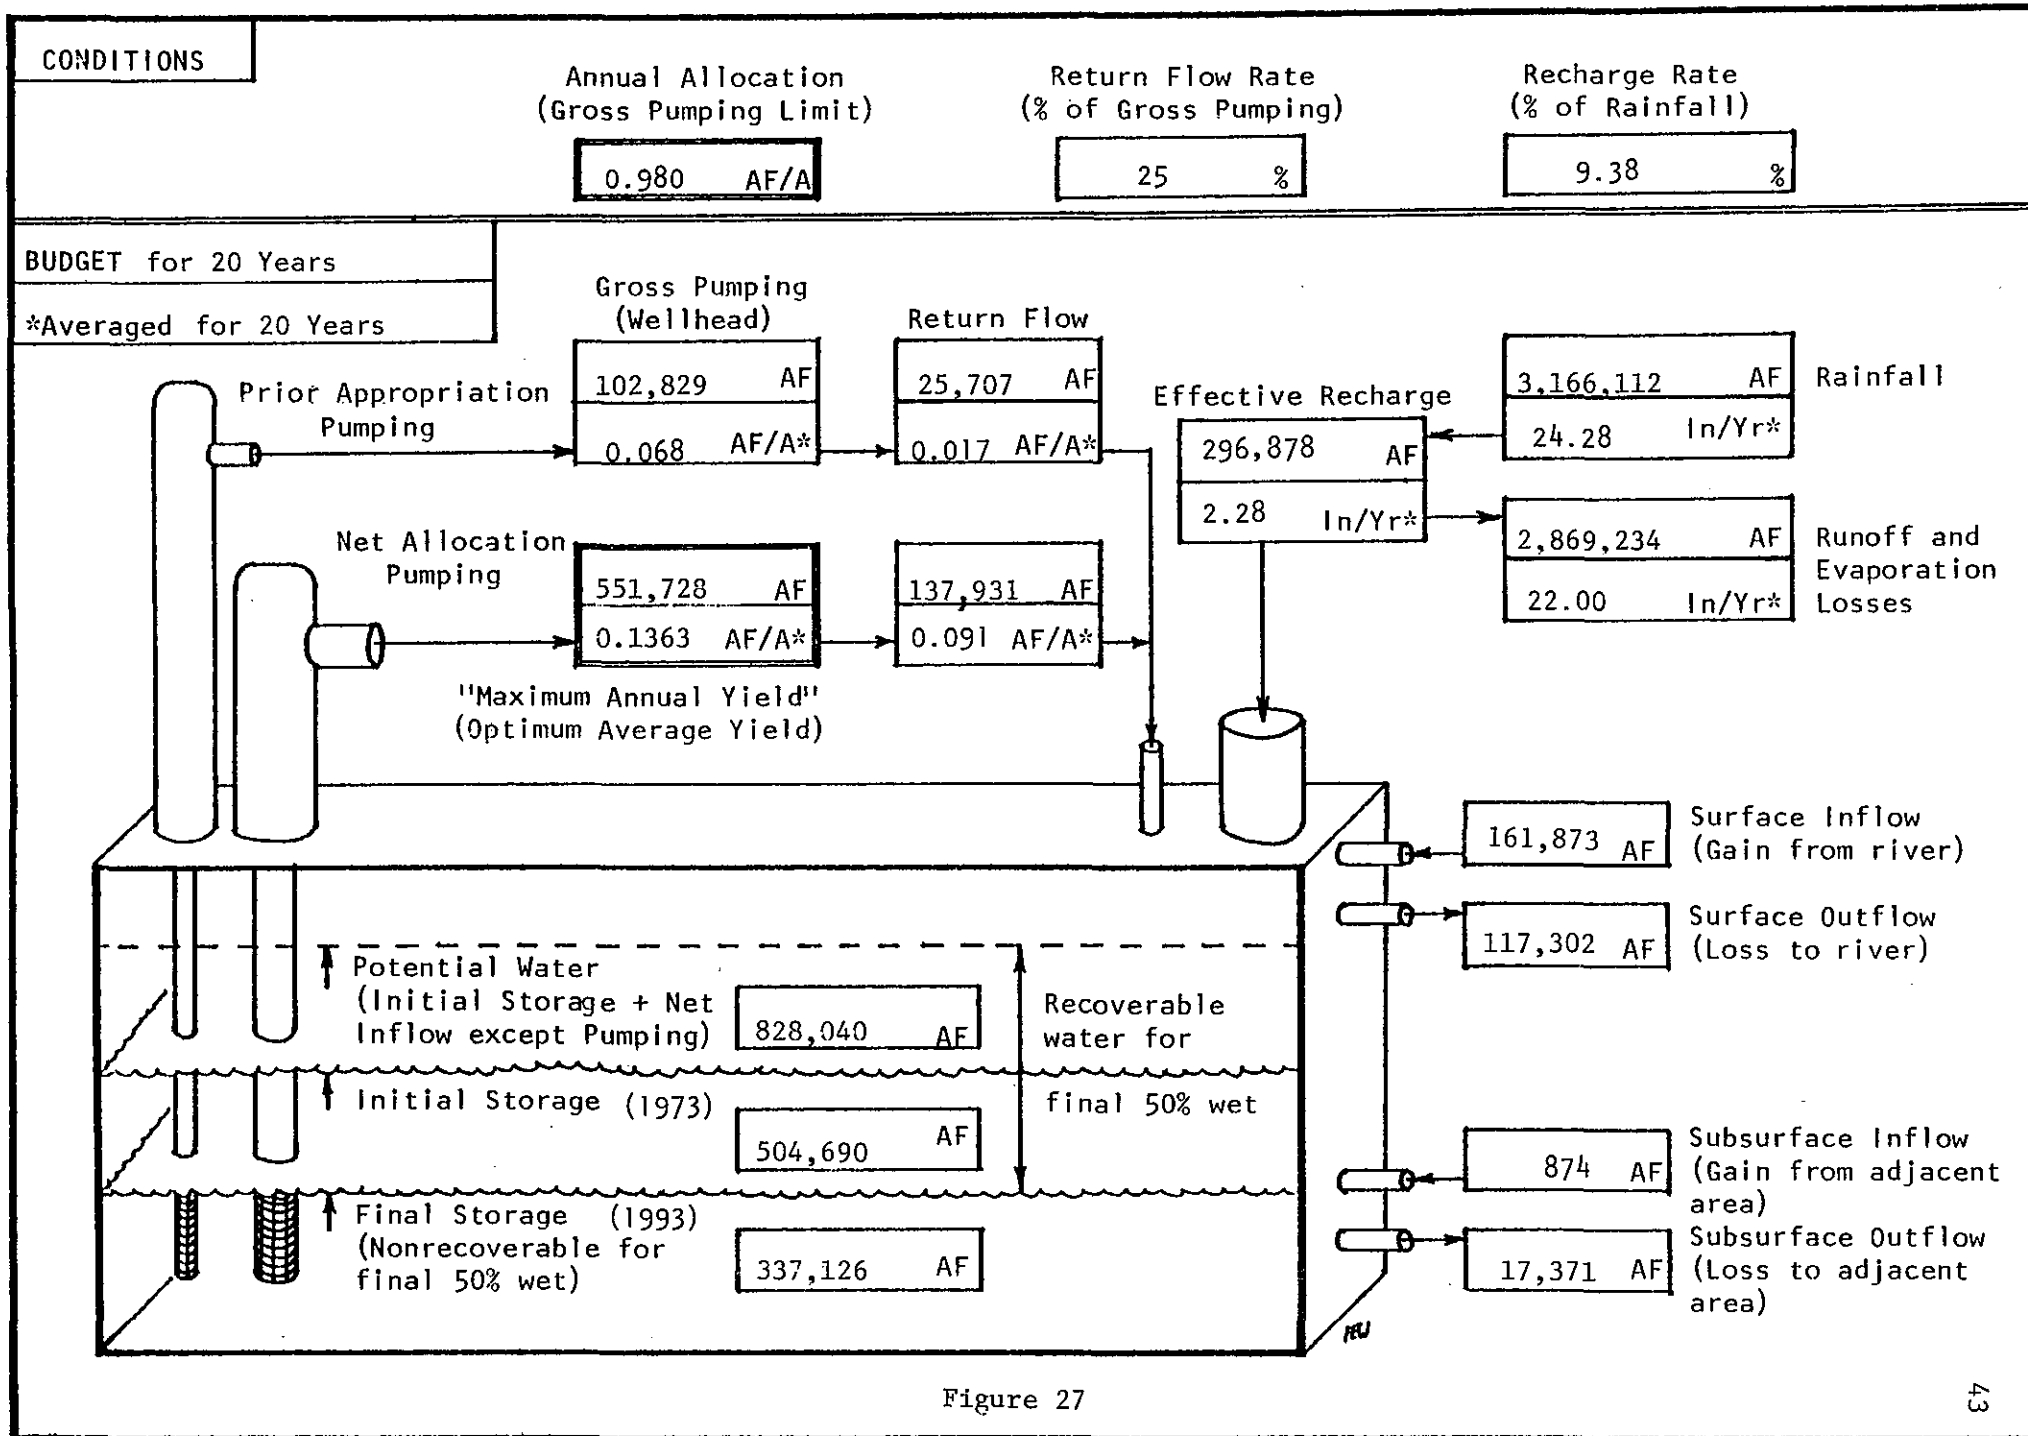 CONDITIONS
Annual Allocation
(Gross Pumping Limit)
0.980 AF/A
Return Flow Rate
(% of Gross Pumping)
25 %
Recharge Rate
(% of Rainfall)
9.38 %
BUDGET for 20 Years
*Averaged for 20 Years
Gross Pumping
(Wellhead)
Return Flow
Prior Appropriation
Pumping
102,829 AF
0.068 AF/A*
25,707 AF
0.017 AF/A*
Effective Recharge
296,878 AF
2.28 In/Yr*
3,166,112 AF
24.28 In/Yr*
Rainfall
2,869,234 AF
22.00 In/Yr*
Runoff and
Evaporation
Losses
Net Allocation
Pumping
551,728 AF
0.1363 AF/A*
137,931 AF
0.091 AF/A*
"Maximum Annual Yield"
(Optimum Average Yield)
161,873 AF
Surface Inflow
(Gain from river)
117,302 AF
Surface Outflow
(Loss to river)
Potential Water
(Initial Storage + Net
Inflow except Pumping)
828,040 AF
Recoverable
water for
final 50% wet
Initial Storage (1973)
504,690 AF
Final Storage (1993)
(Nonrecoverable for
final 50% wet)
337,126 AF
874 AF
Subsurface Inflow
(Gain from adjacent
area)
17,371 AF
Subsurface Outflow
(Loss to adjacent
area)
Figure 27
43